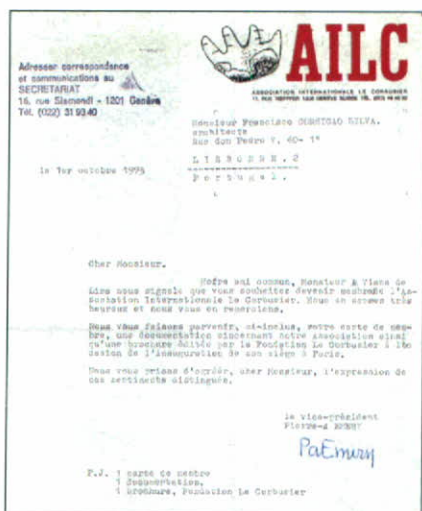 Adresser correspondance
et communications au
SECRETARIAT
16, rue Sismondi - 1201 Genève
Tél. (022) 31 93 40
AILC
ASSOCIATION INTERNATIONALE LE CORBUSIER
Monsieur Francisco SILVA.
architecte
Rua dom Pedro V, 60- 1°
LISBONNE.2
Portugal.
le 1er octobre 1973
Cher Monsieur,
Notre ami commun, Monsieur A Viana de
Lima nous signale que vous souhaitez devenir membre de l'As-
sociation Internationale Le Corbusier. Nous en sommes très
heureux et nous vous en remercions.
Nous vous faisons parvenir, ci-inclus, votre carte de mem-
bre, une documentation concernant notre Association ainsi
qu'une brochure éditée par la Fondation Le Corbusier à l'oc
casion de l'inauguration de son siège à Paris.
Nous vous prions d'agréer, cher Monsieur, l'expression de
nos sentiments distingués.
le vice-président
Pierre-A EMERY
PaEmery
P.J. 1 carte de membre
1 documentation,
1 brochure, Fondation Le Corbusier